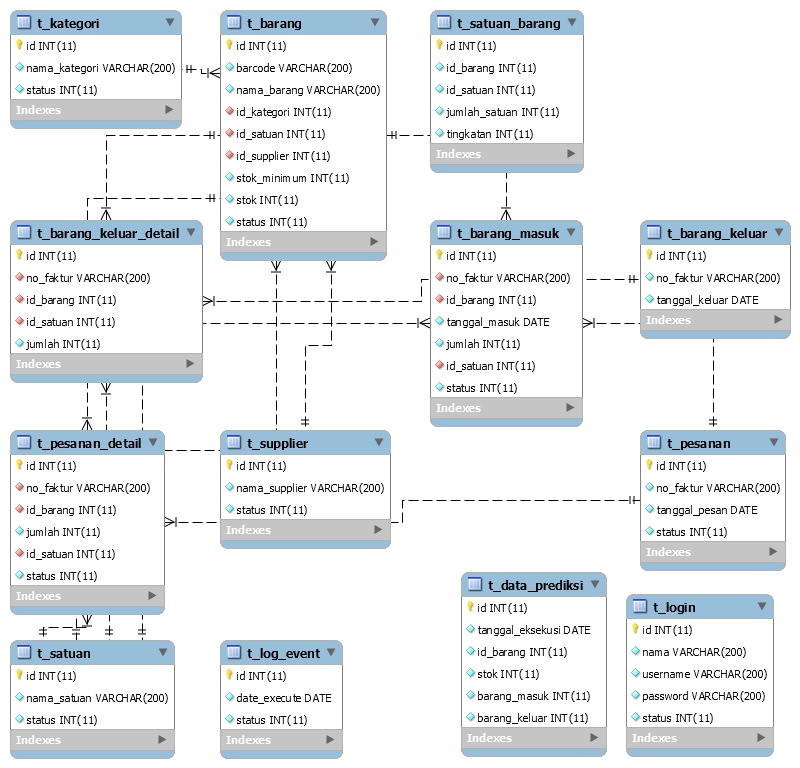 t_kategori
id INT(11)
nama_kategori VARCHAR(200)
status INT(11)
Indexes
t_barang
id INT(11)
barcode VARCHAR(200)
nama_barang VARCHAR(200)
id_kategori INT(11)
id_satuan INT(11)
id_supplier INT(11)
stok_minimum INT(11)
stok INT(11)
status INT(11)
Indexes
t_satuan_barang
id INT(11)
id_barang INT(11)
id_satuan INT(11)
jumlah_satuan INT(11)
tingkatan INT(11)
Indexes
t_barang_keluar_detail
id INT(11)
no_faktur VARCHAR(200)
id_barang INT(11)
id_satuan INT(11)
jumlah INT(11)
Indexes
t_barang_masuk
id INT(11)
no_faktur VARCHAR(200)
id_barang INT(11)
tanggal_masuk DATE
jumlah INT(11)
id_satuan INT(11)
status INT(11)
Indexes
t_barang_keluar
id INT(11)
no_faktur VARCHAR(200)
tanggal_keluar DATE
Indexes
t_pesanan_detail
id INT(11)
no_faktur VARCHAR(200)
id_barang INT(11)
jumlah INT(11)
id_satuan INT(11)
status INT(11)
Indexes
t_supplier
id INT(11)
nama_supplier VARCHAR(200)
status INT(11)
Indexes
t_pesanan
id INT(11)
no_faktur VARCHAR(200)
tanggal_pesan DATE
status INT(11)
Indexes
t_satuan
id INT(11)
nama_satuan VARCHAR(200)
status INT(11)
Indexes
t_log_event
id INT(11)
date_execute DATE
status INT(11)
Indexes
t_data_prediksi
id INT(11)
tanggal_eksekusi DATE
id_barang INT(11)
stok INT(11)
barang_masuk INT(11)
barang_keluar INT(11)
Indexes
t_login
id INT(11)
nama VARCHAR(200)
username VARCHAR(200)
password VARCHAR(200)
status INT(11)
Indexes